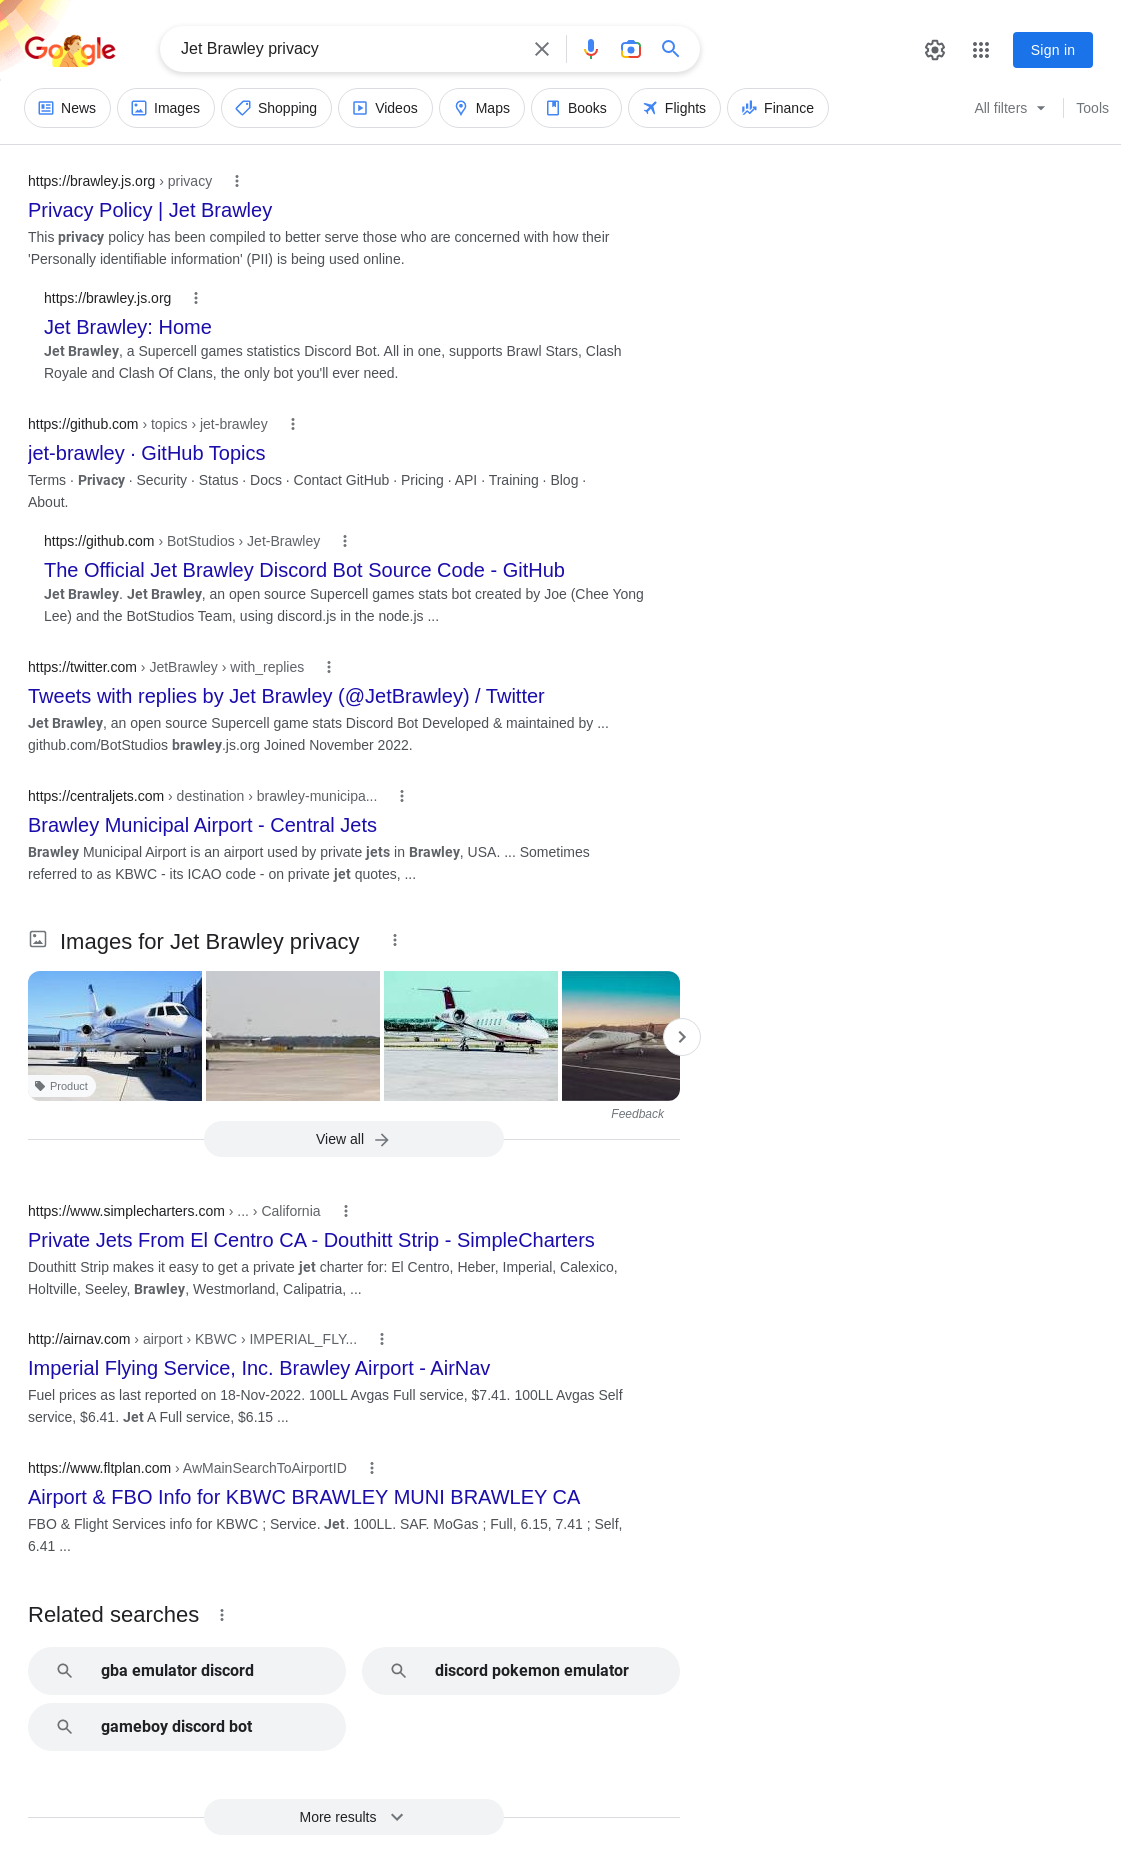 Google
Jet Brawley privacy
Sign in
News
Images
Shopping
Videos
Maps
Books
Flights
Finance
All filters
Tools
https://brawley.js.org › privacy
Privacy Policy | Jet Brawley
This privacy policy has been compiled to better serve those who are concerned with how their
'Personally identifiable information' (PII) is being used online.
https://brawley.js.org
Jet Brawley: Home
Jet Brawley, a Supercell games statistics Discord Bot. All in one, supports Brawl Stars, Clash
Royale and Clash Of Clans, the only bot you'll ever need.
https://github.com › topics › jet-brawley
jet-brawley · GitHub Topics
Terms · Privacy · Security · Status · Docs · Contact GitHub · Pricing · API · Training · Blog ·
About.
https://github.com › BotStudios › Jet-Brawley
The Official Jet Brawley Discord Bot Source Code - GitHub
Jet Brawley. Jet Brawley, an open source Supercell games stats bot created by Joe (Chee Yong
Lee) and the BotStudios Team, using discord.js in the node.js ...
https://twitter.com › JetBrawley › with_replies
Tweets with replies by Jet Brawley (@JetBrawley) / Twitter
Jet Brawley, an open source Supercell game stats Discord Bot Developed & maintained by ...
github.com/BotStudios brawley.js.org Joined November 2022.
https://centraljets.com › destination › brawley-municipa...
Brawley Municipal Airport - Central Jets
Brawley Municipal Airport is an airport used by private jets in Brawley, USA. ... Sometimes
referred to as KBWC - its ICAO code - on private jet quotes, ...
Images for Jet Brawley privacy
Product
Feedback
View all
https://www.simplecharters.com › ... › California
Private Jets From El Centro CA - Douthitt Strip - SimpleCharters
Douthitt Strip makes it easy to get a private jet charter for: El Centro, Heber, Imperial, Calexico,
Holtville, Seeley, Brawley, Westmorland, Calipatria, ...
http://airnav.com › airport › KBWC › IMPERIAL_FLY...
Imperial Flying Service, Inc. Brawley Airport - AirNav
Fuel prices as last reported on 18-Nov-2022. 100LL Avgas Full service, $7.41. 100LL Avgas Self
service, $6.41. Jet A Full service, $6.15 ...
https://www.fltplan.com › AwMainSearchToAirportID
Airport & FBO Info for KBWC BRAWLEY MUNI BRAWLEY CA
FBO & Flight Services info for KBWC ; Service. Jet. 100LL. SAF. MoGas ; Full, 6.15, 7.41 ; Self,
6.41 ...
Related searches
gba emulator discord
discord pokemon emulator
gameboy discord bot
More results